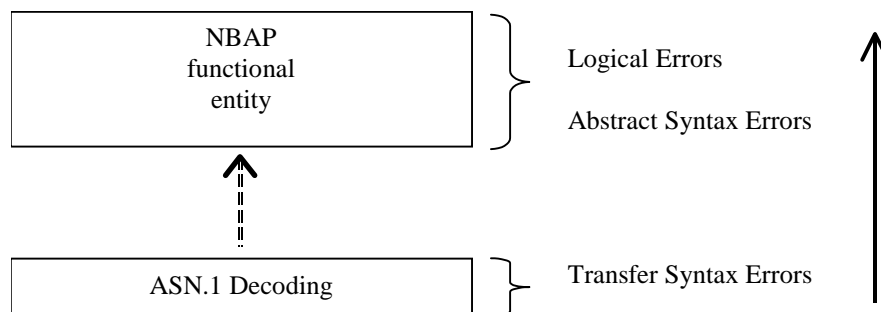 NBAP
functional
entity
Logical Errors
Abstract Syntax Errors
ASN.1 Decoding
Transfer Syntax Errors